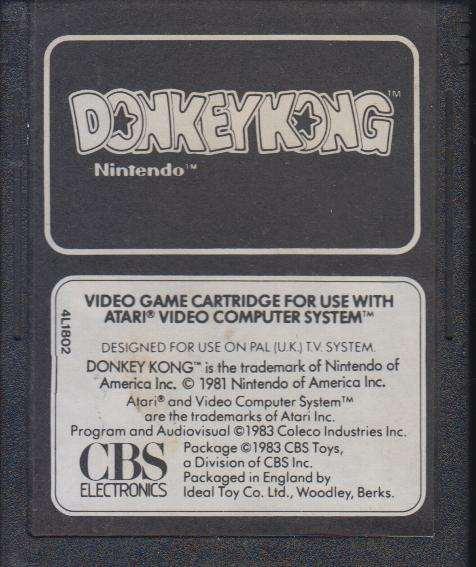 DONKEY KONG™
Nintendo™
VIDEO GAME CARTRIDGE FOR USE WITH
ATARI® VIDEO COMPUTER SYSTEM™
4L1802
DESIGNED FOR USE ON PAL (U.K.) T.V. SYSTEM.
DONKEY KONG™ is the trademark of Nintendo of
America Inc. © 1981 Nintendo of America Inc.
Atari® and Video Computer System™
are the trademarks of Atari Inc.
Program and Audiovisual ©1983 Coleco Industries Inc.
CBS
ELECTRONICS
Package ©1983 CBS Toys,
a Division of CBS Inc.
Packaged in England by
Ideal Toy Co. Ltd., Woodley, Berks.